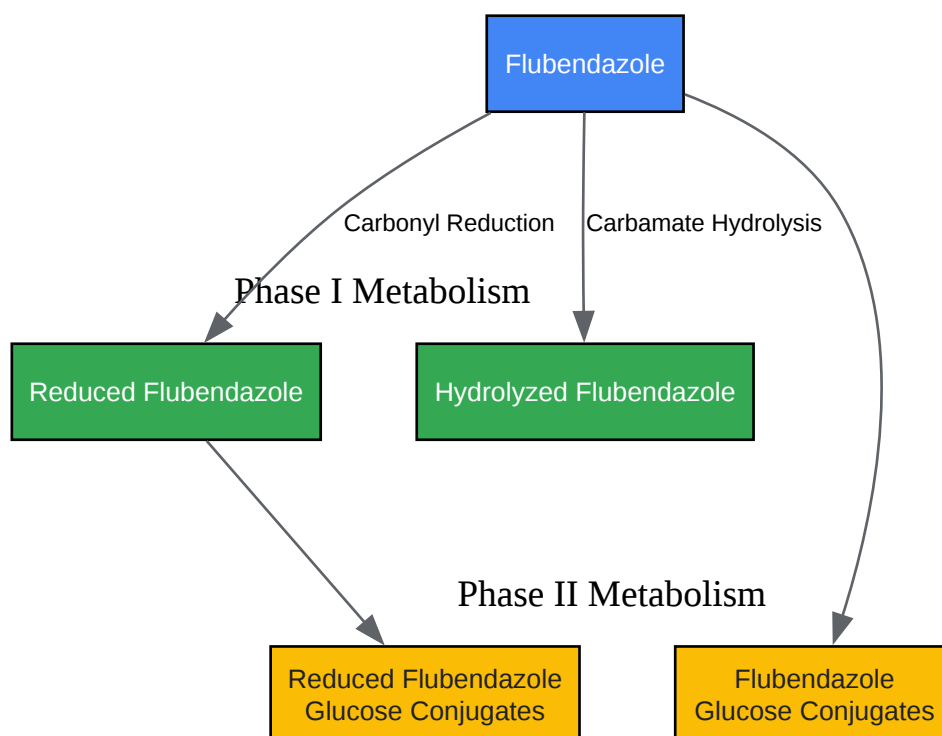 Flubendazole
Carbonyl Reduction
Carbamate Hydrolysis
Phase I Metabolism
Reduced Flubendazole
Hydrolyzed Flubendazole
Phase II Metabolism
Reduced Flubendazole
Glucose Conjugates
Flubendazole
Glucose Conjugates